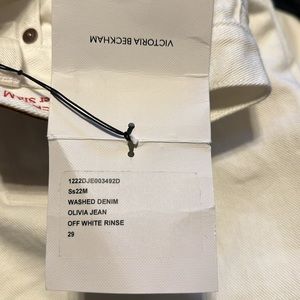 VICTORIA BECKHAM
1222DJE003492D
Ss22M
WASHED DENIM
OLIVIA JEAN
OFF WHITE RINSE
29